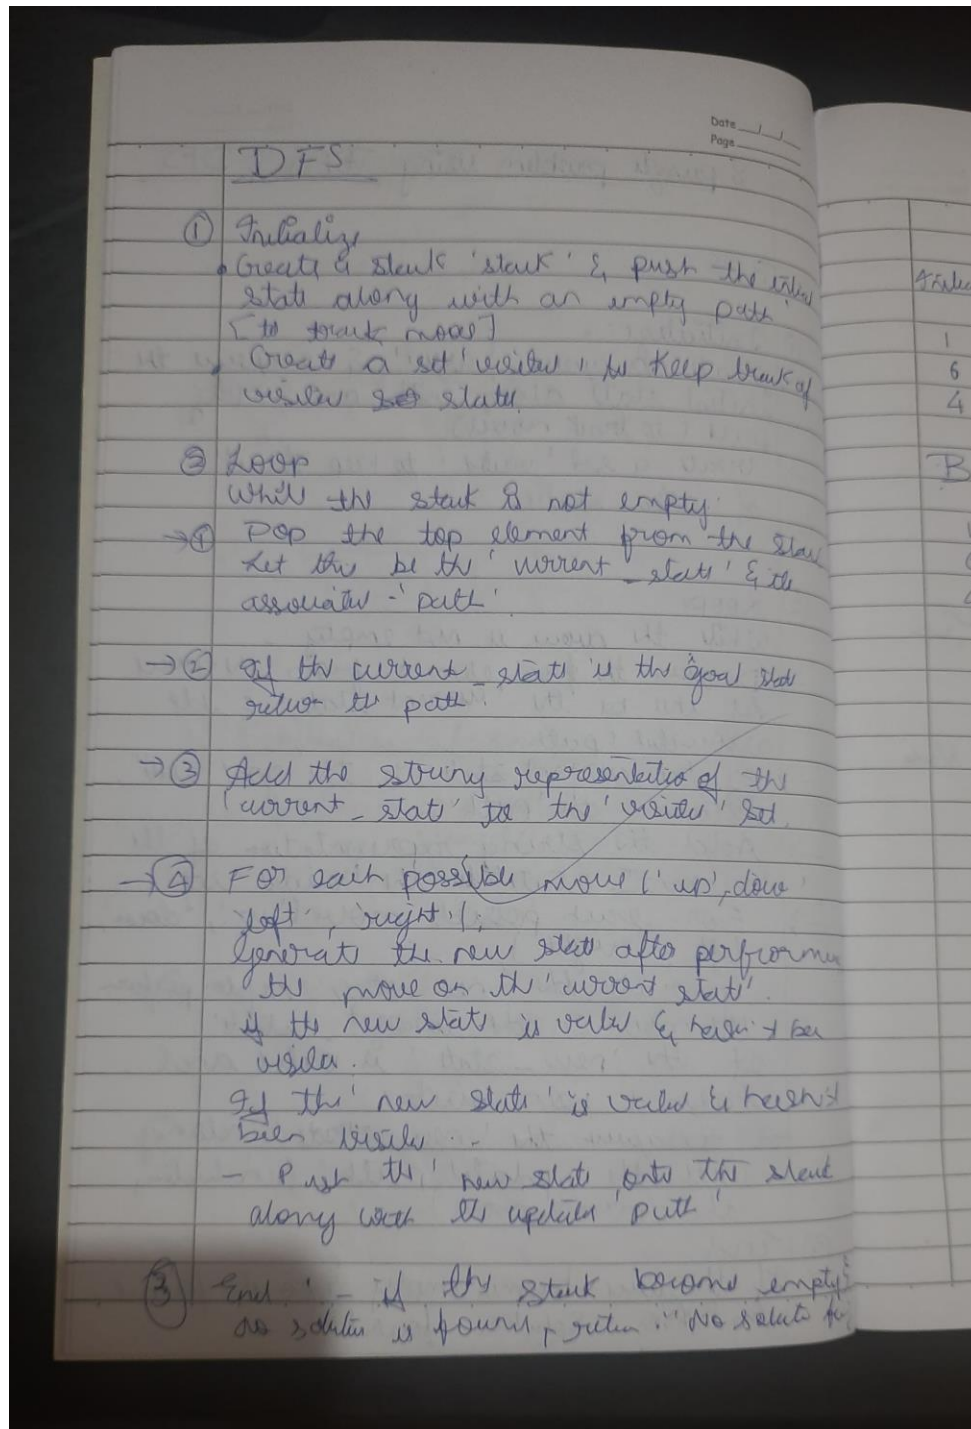 Date __/__/__
Page ______
DFS
① Initialize
• Create a stack 'stack' & push the initial
state along with an empty path
[to track moves]
• Create a set 'visited' to keep track of
visited states.
② Loop
While the stack is not empty:
→① Pop the top element from the stack
Let this be the 'current_state' & its
associated - 'path'.
→② If the current_state is the goal state
return the path.
→③ Add the string representation of the
'current_state' to the 'visited' set.
→④ For each possible move ('up', down'
left', 'right'):
Generate the new state after performing
the move on the 'current state'.
if the new state is valid & hasn't been
visited.
If the 'new state' is valid & hasn't
been visited --
- Push the 'new state' onto the stack
along with the updated 'path'
③ End :- if the stack becomes empty &
no solution is found, return "No solution
1
6
4
B